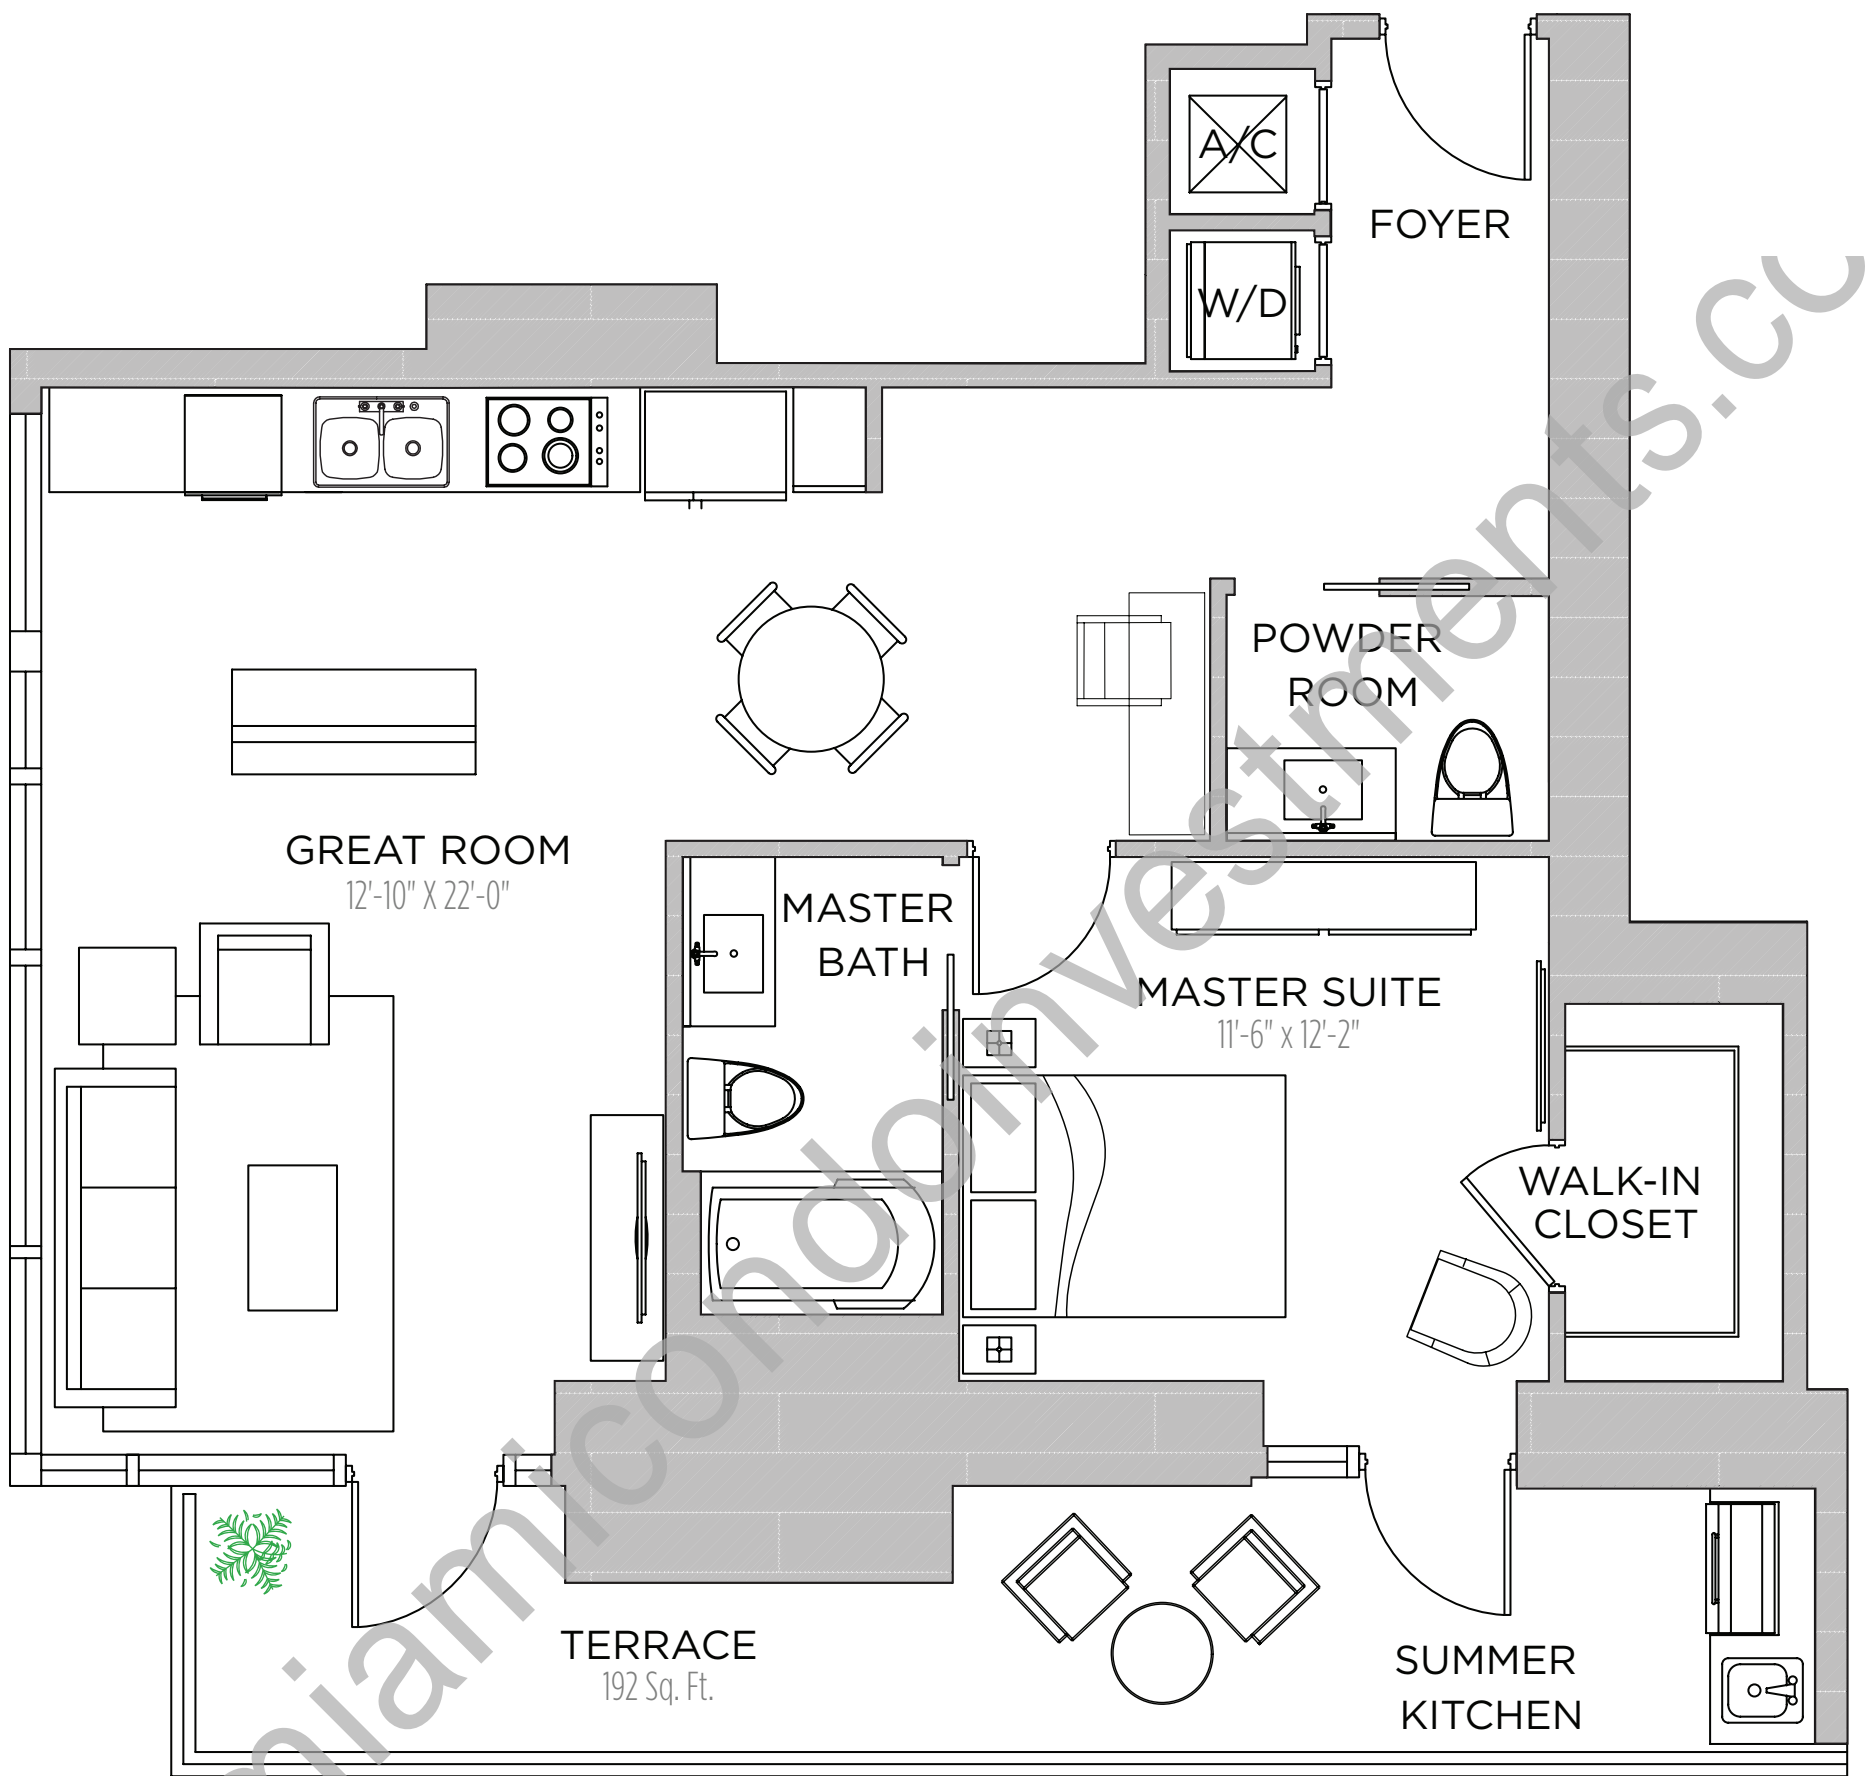 A/C
FOYER
W/D
POWDER
ROOM
GREAT ROOM
12'-10" X 22'-0"
MASTER
BATH
MASTER SUITE
11'-6" x 12'-2"
WALK-IN
CLOSET
TERRACE
192 Sq. Ft.
SUMMER
KITCHEN
miamicondoinvestments.co